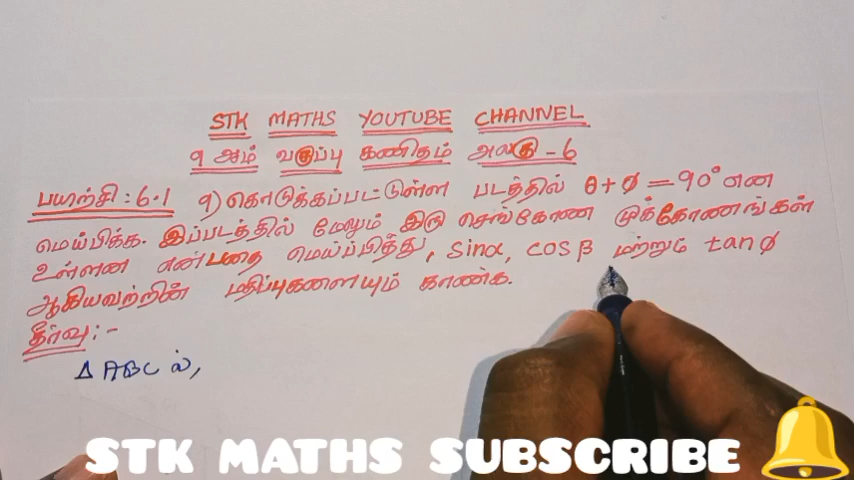 STK MATHS YOUTUBE CHANNEL
9 ஆம் வகுப்பு கணிதம் அலகு - 6
பயிற்சி : 6.1 9) கொடுக்கப்பட்டுள்ள படத்தில் θ + ϕ = 90° என
மெய்பிக்க. இப்படத்தில் மேலும் இரு செங்கோண முக்கோணங்கள்
உள்ளன என்பதை மெய்ப்பித்து, sinα, cosβ மற்றும் tanϕ
ஆகியவற்றின் மதிப்புகளையும் காண்க.
தீர்வு :-
Δ ABC ல்,
STK MATHS SUBSCRIBE